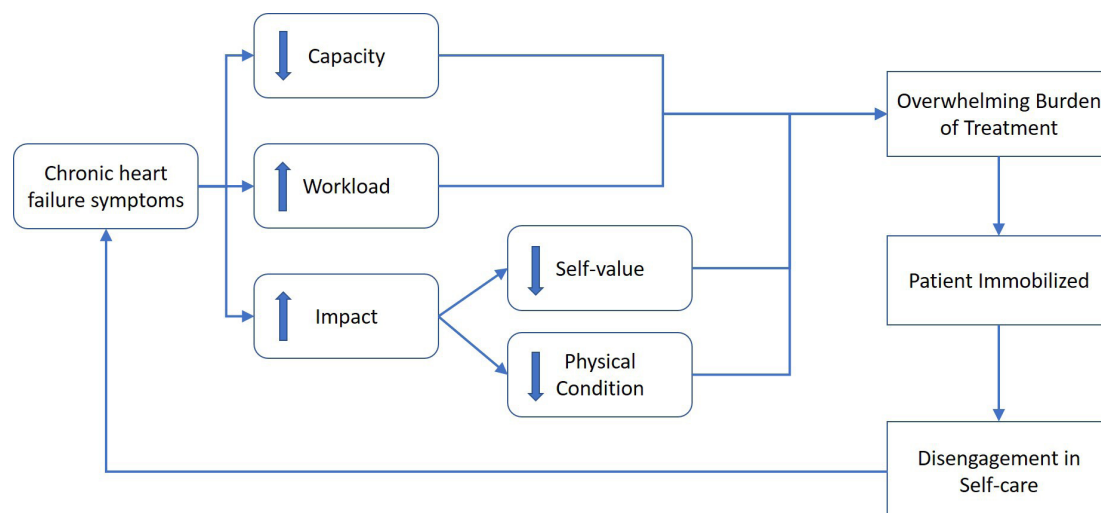 Capacity
Overwhelming Burden
of Treatment
Chronic heart
failure symptoms
Workload
Self-value
Patient Immobilized
Impact
Physical
Condition
Disengagement in
Self-care